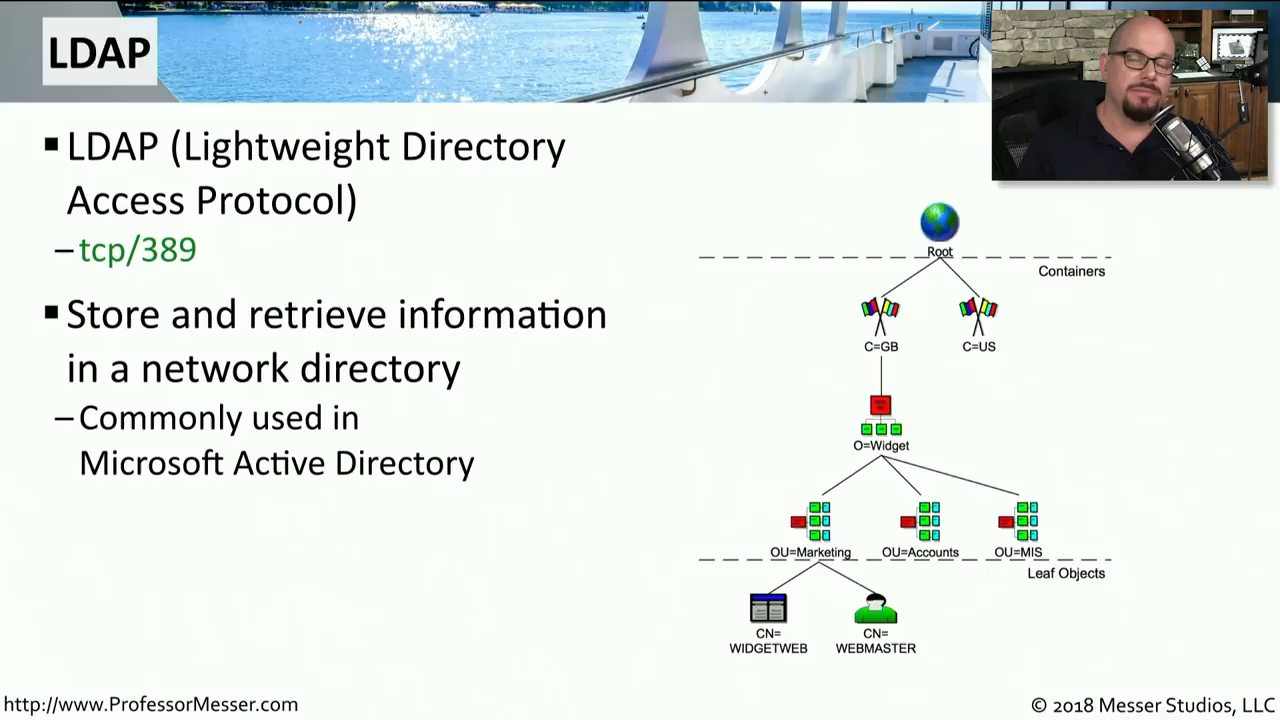 LDAP
▪ LDAP (Lightweight Directory
Access Protocol)
– tcp/389
▪ Store and retrieve information
in a network directory
– Commonly used in
Microsoft Active Directory
Root
Containers
C=GB
C=US
O=Widget
OU=Marketing
OU=Accounts
OU=MIS
Leaf Objects
CN=
WIDGETWEB
CN=
WEBMASTER
http://www.ProfessorMesser.com
© 2018 Messer Studios, LLC